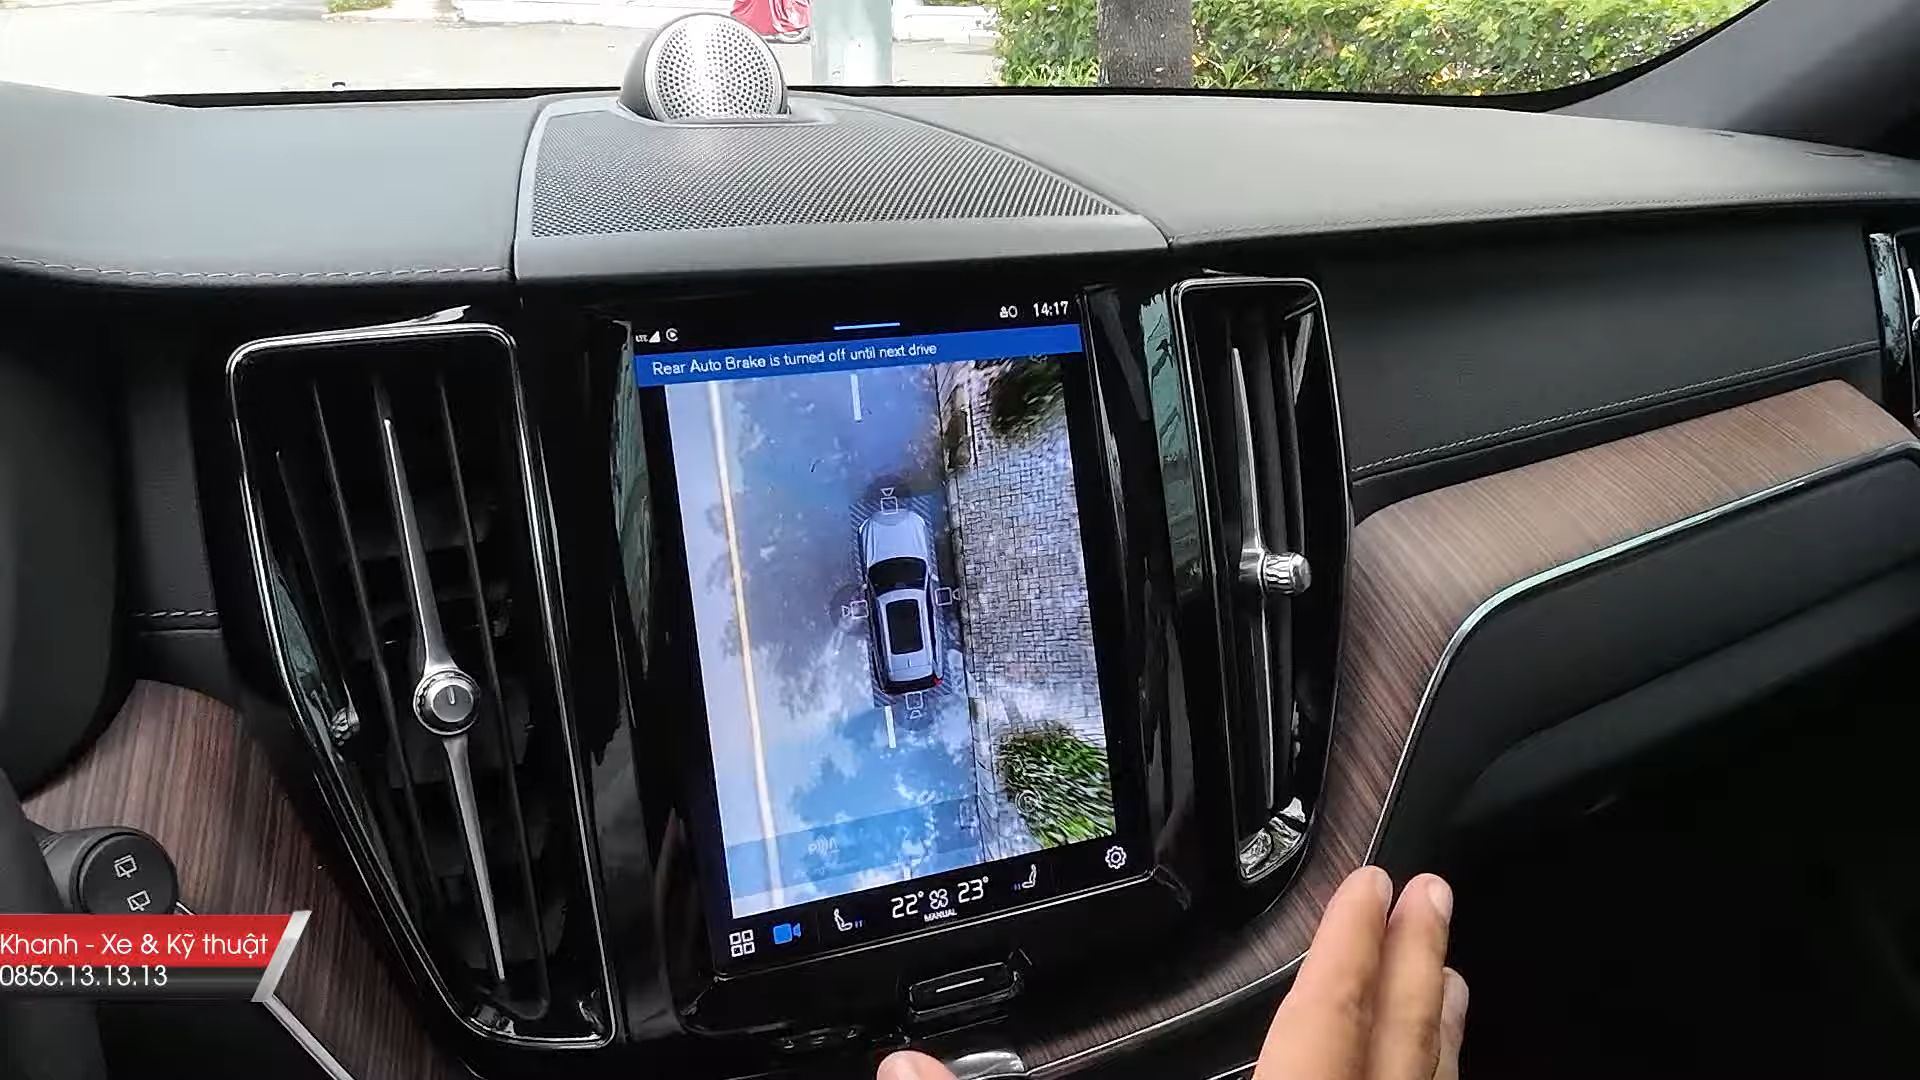 LTE
14:17
Rear Auto Brake is turned off until next drive
22° 23°
MANUAL
Khanh - Xe & Kỹ thuật
0856.13.13.13